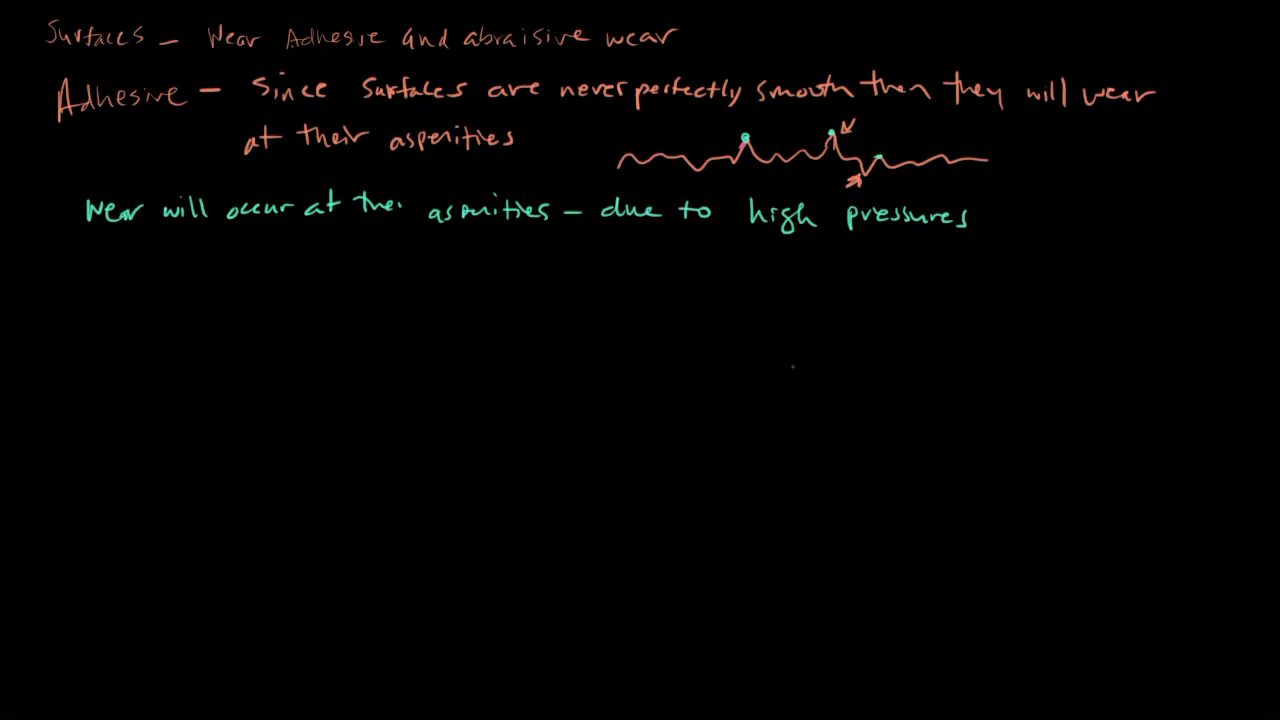 Surfaces - Wear Adhesie and abraisive wear
Adhesive - Since surfaces are never perfectly smooth then they will wear
at their asperities
Wear will occur at the asperities - due to high pressures